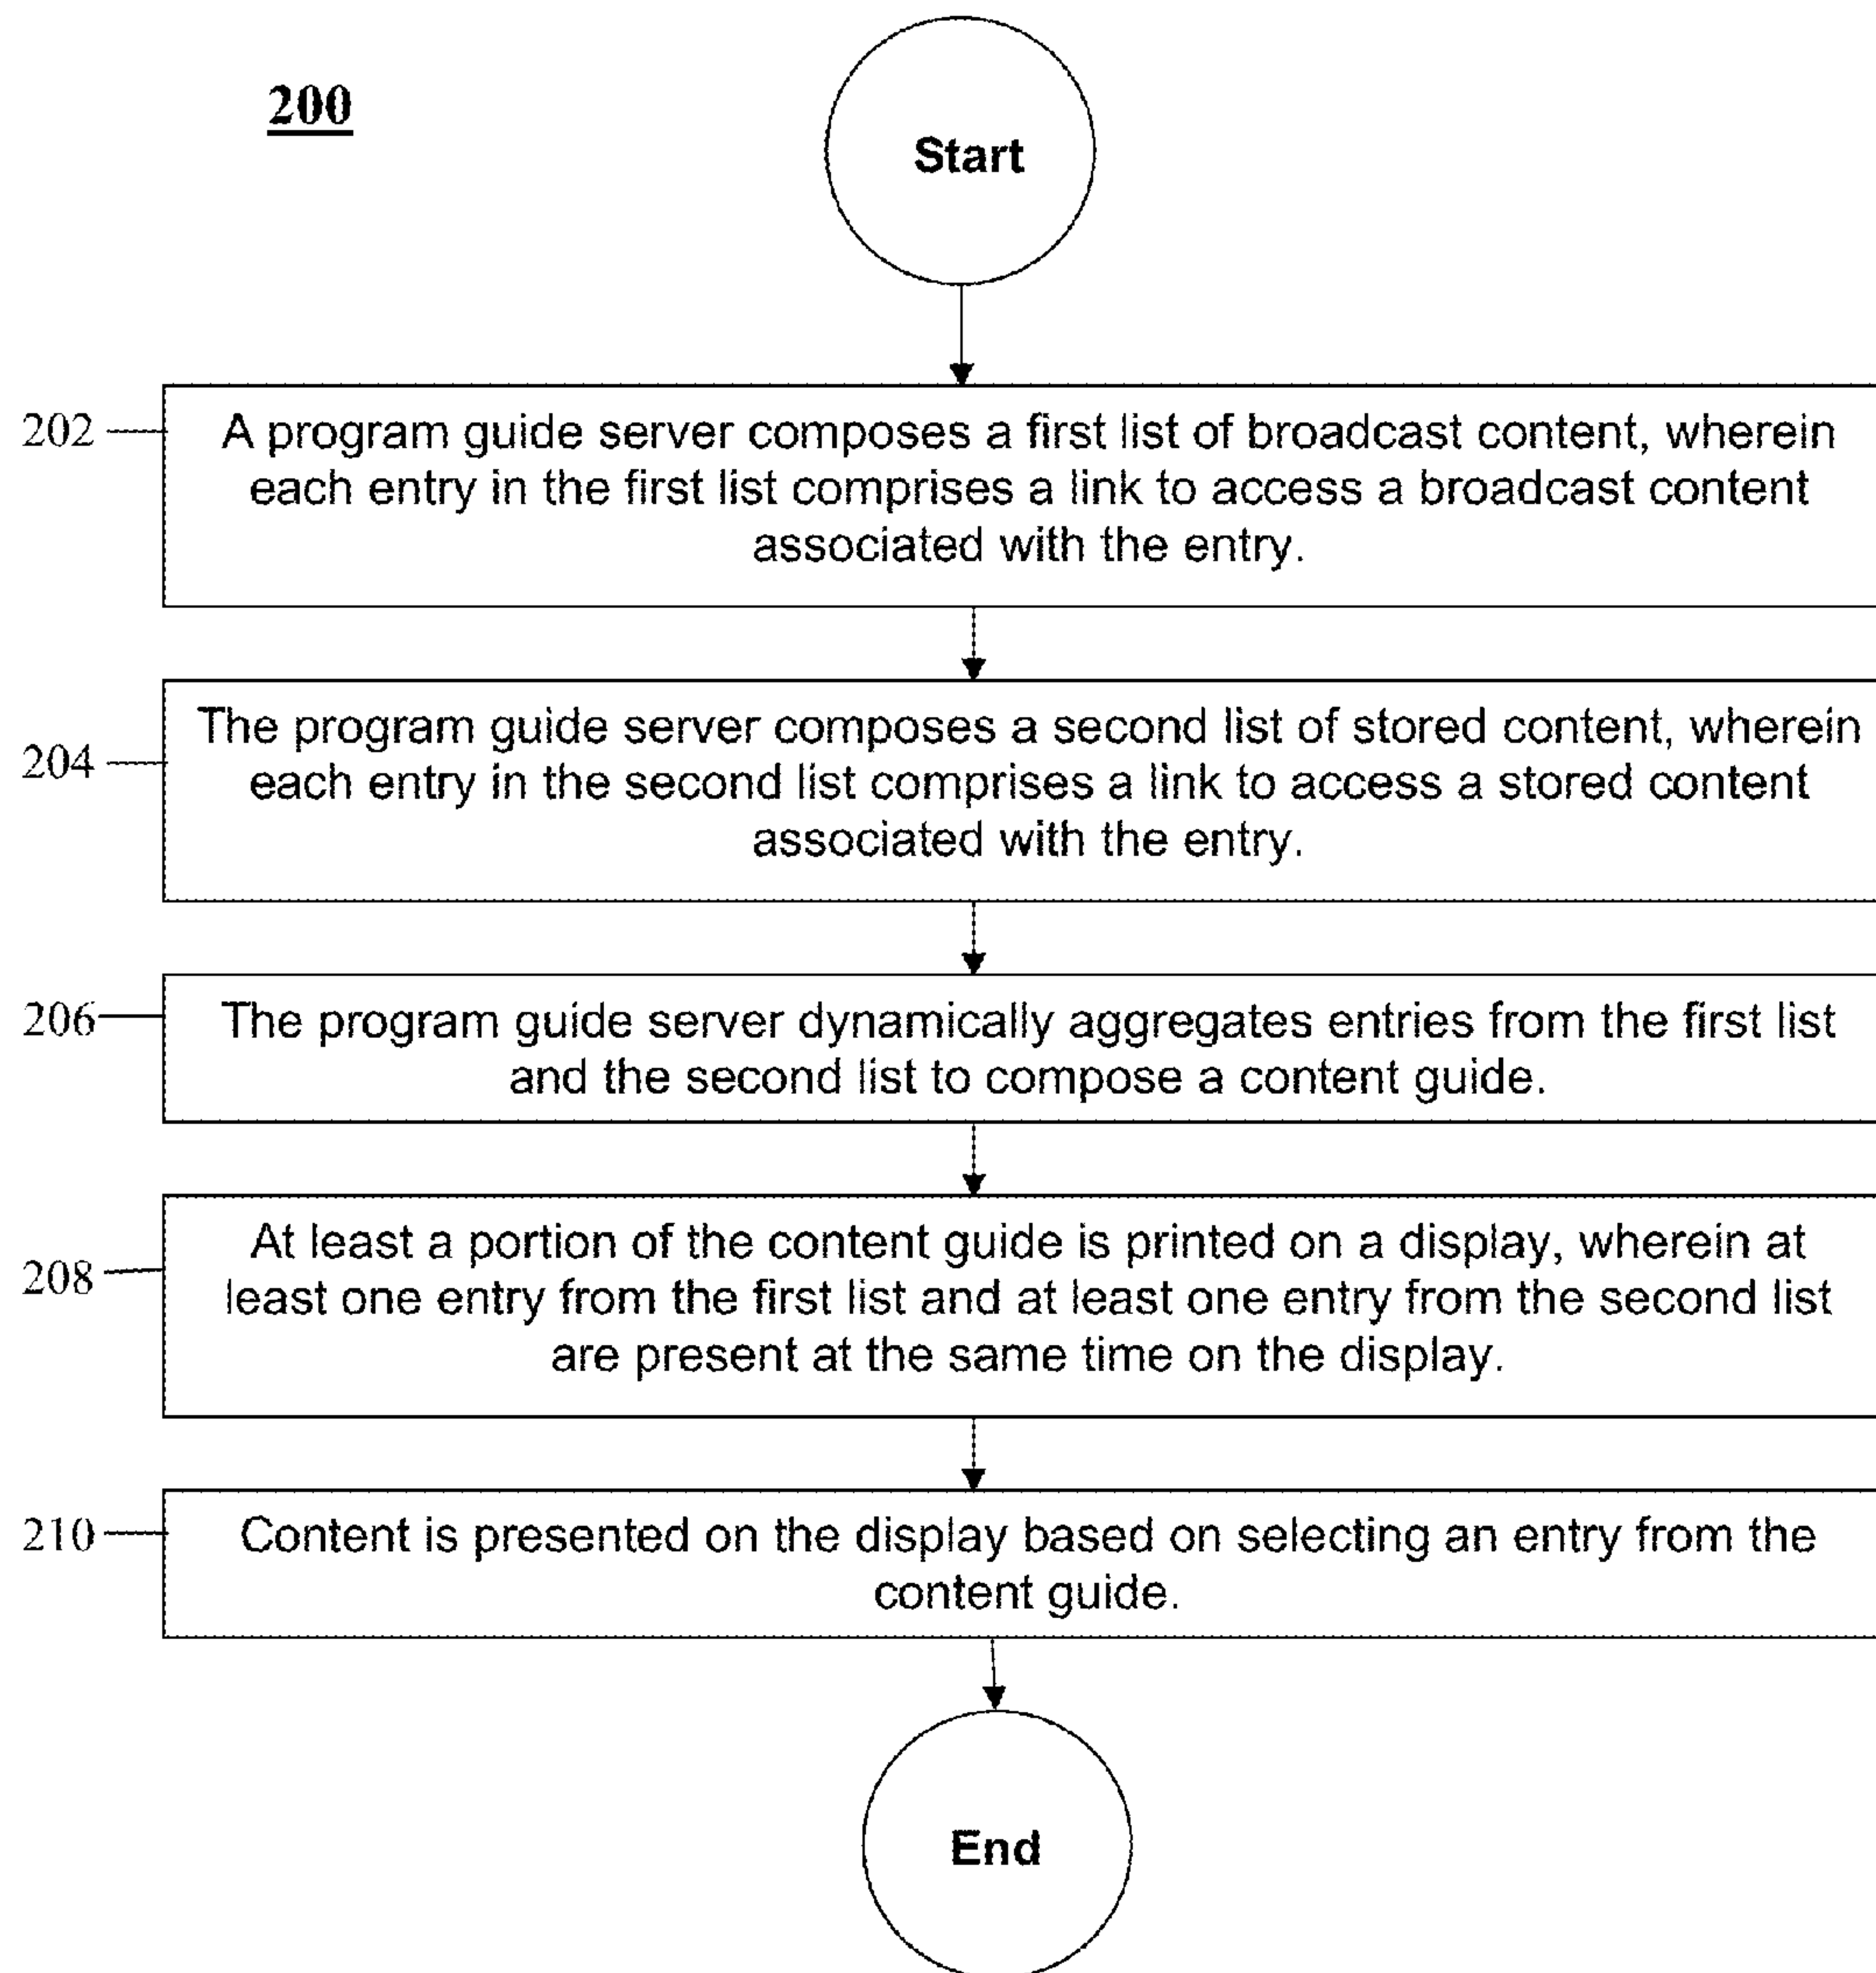 200
Start
202
A program guide server composes a first list of broadcast content, wherein
each entry in the first list comprises a link to access a broadcast content
associated with the entry.
204
The program guide server composes a second list of stored content, wherein
each entry in the second list comprises a link to access a stored content
associated with the entry.
206
The program guide server dynamically aggregates entries from the first list
and the second list to compose a content guide.
208
At least a portion of the content guide is printed on a display, wherein at
least one entry from the first list and at least one entry from the second list
are present at the same time on the display.
210
Content is presented on the display based on selecting an entry from the
content guide.
End